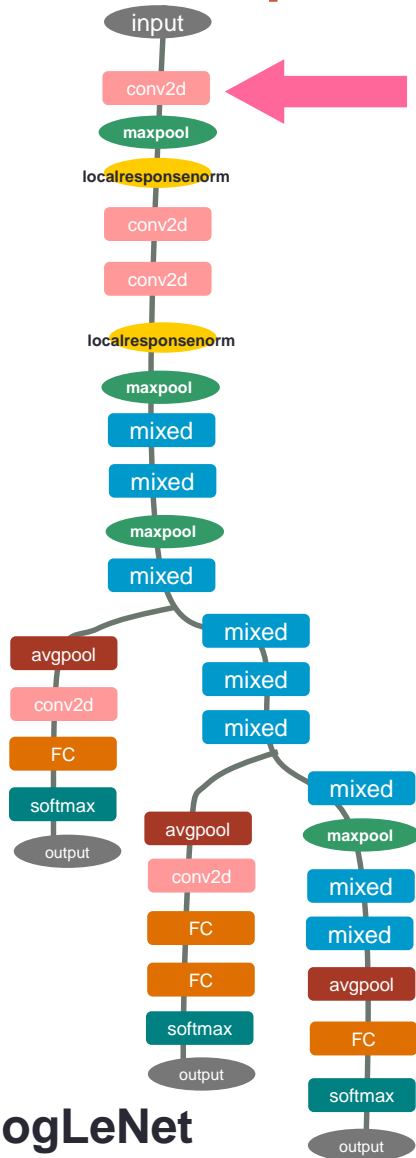 input
conv2d
maxpool
localresponsenorm
conv2d
conv2d
localresponsenorm
maxpool
mixed
mixed
maxpool
mixed
avgpool
conv2d
FC
softmax
output
mixed
mixed
mixed
avgpool
conv2d
FC
FC
softmax
output
mixed
maxpool
mixed
mixed
avgpool
FC
softmax
output
ogLeNet